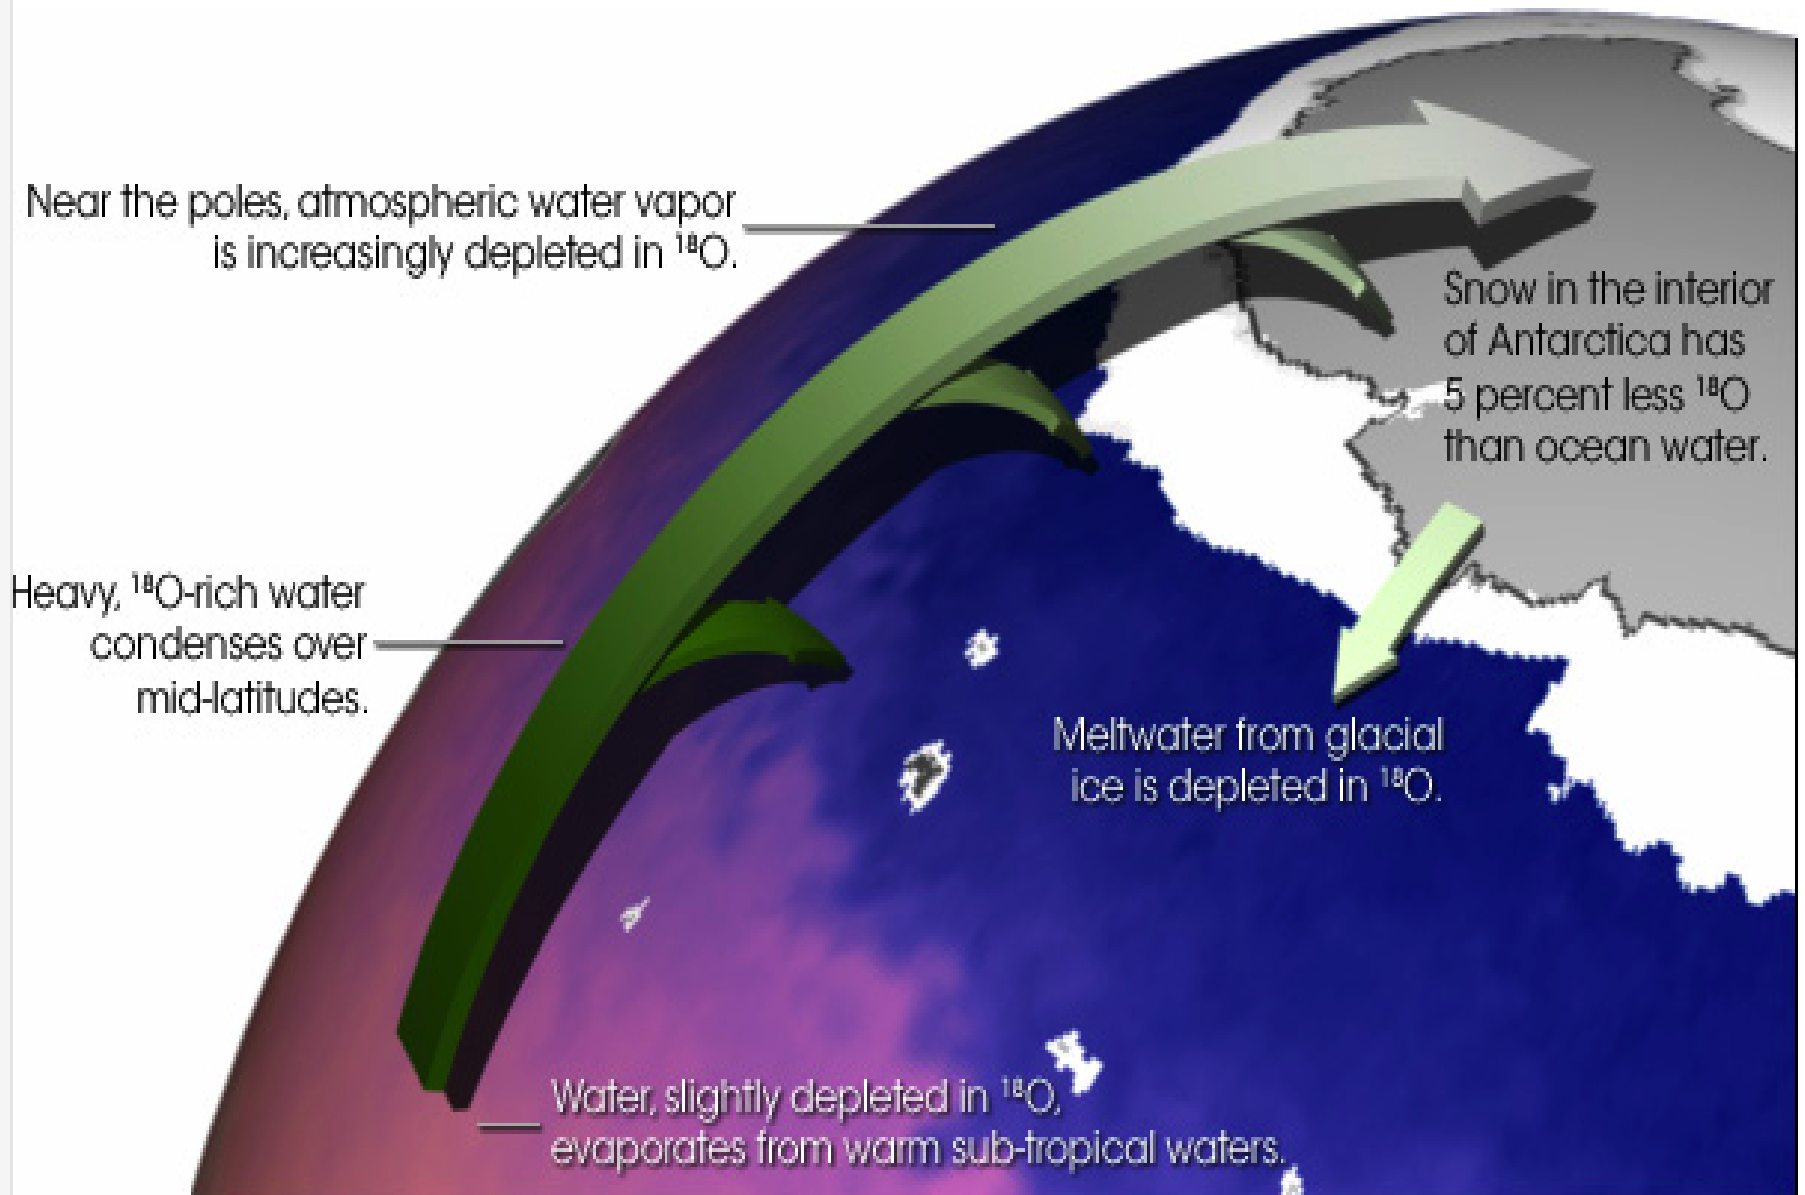 Near the poles, atmospheric water vapor
is increasingly depleted in ¹⁸O.
Snow in the interior
of Antarctica has
5 percent less ¹⁸O
than ocean water.
Heavy, ¹⁸O-rich water
condenses over
mid-latitudes.
Meltwater from glacial
ice is depleted in ¹⁸O.
Water, slightly depleted in ¹⁸O,
evaporates from warm sub-tropical waters.